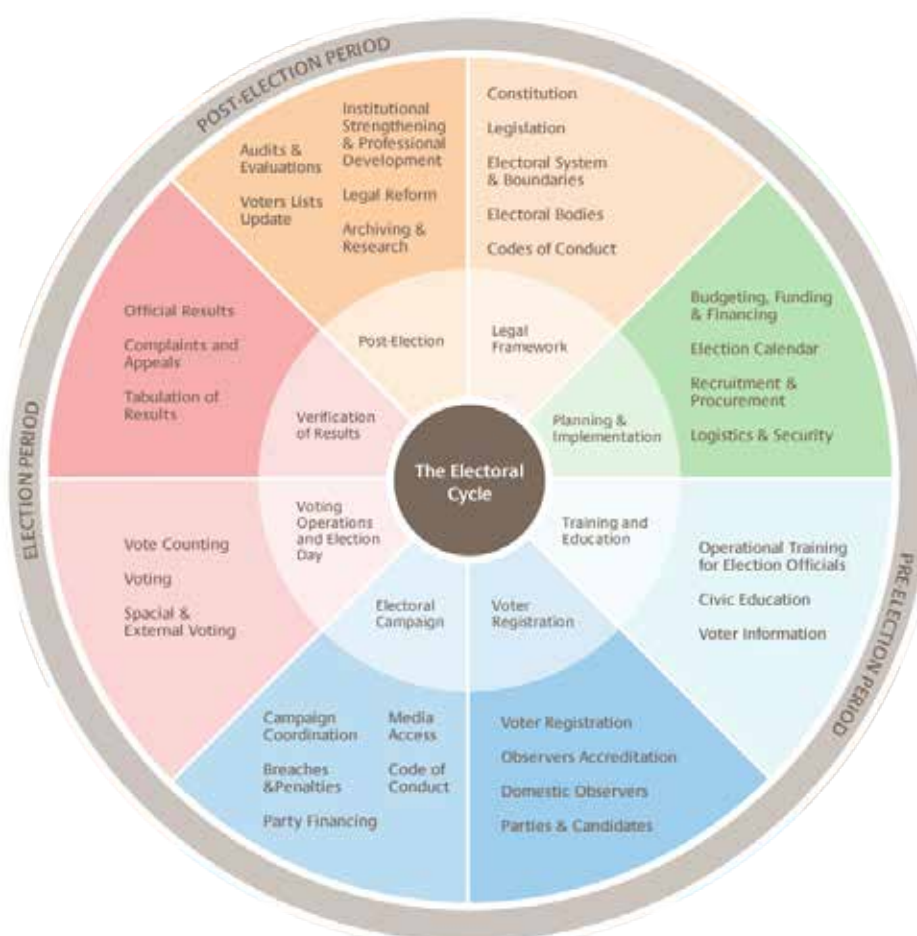 POST-ELECTION PERIOD
Audits &
Evaluations
Voters Lists
Update
Institutional
Strengthening
& Professional
Development
Legal Reform
Archiving &
Research
Post-Election
Constitution
Legislation
Electoral System
& Boundaries
Electoral Bodies
Codes of Conduct
Legal
Framework
Budgeting, Funding
& Financing
Election Calendar
Recruitment &
Procurement
Logistics & Security
Planning &
Implementation
PRE-ELECTION PERIOD
Operational Training
for Election Officials
Civic Education
Voter Information
Training and
Education
Voter
Registration
Voter Registration
Observers Accreditation
Domestic Observers
Parties & Candidates
Electoral
Campaign
Campaign
Coordination
Breaches
&Penalties
Party Financing
Media
Access
Code of
Conduct
ELECTION PERIOD
Voting
Operations
and Election
Day
Vote Counting
Voting
Spacial &
External Voting
Verification
of Results
Official Results
Complaints and
Appeals
Tabulation of
Results
The Electoral
Cycle